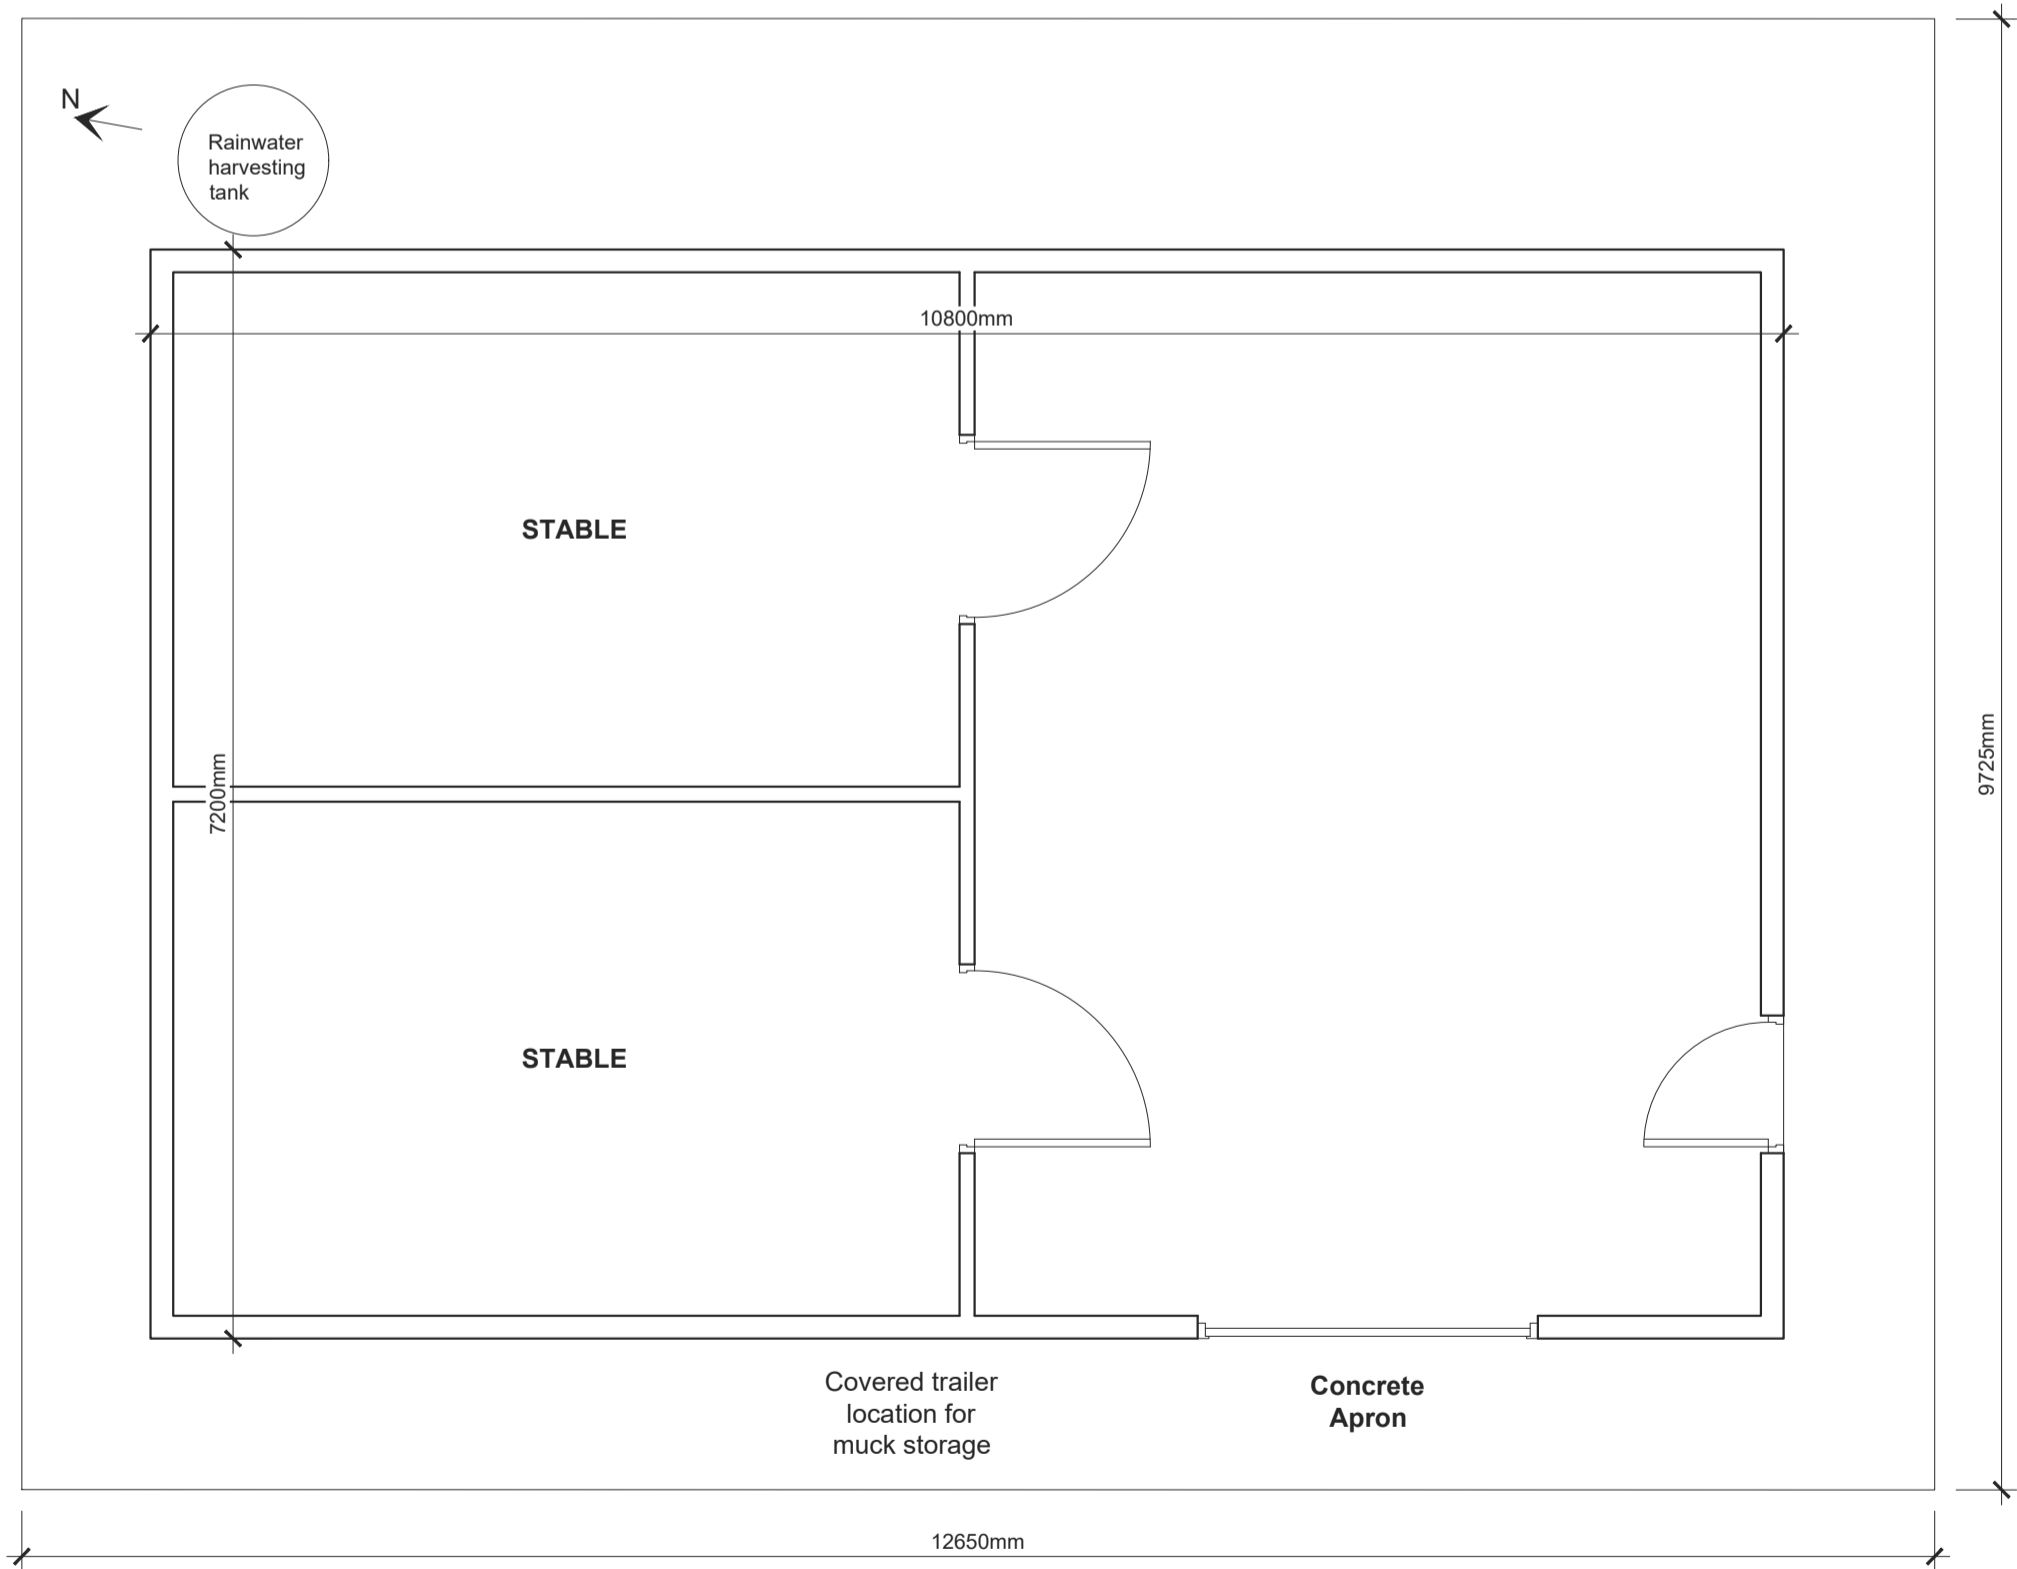 N
Rainwater
harvesting
tank
10800mm
STABLE
7200mm
9725mm
STABLE
Covered trailer
location for
muck storage
Concrete
Apron
12650mm